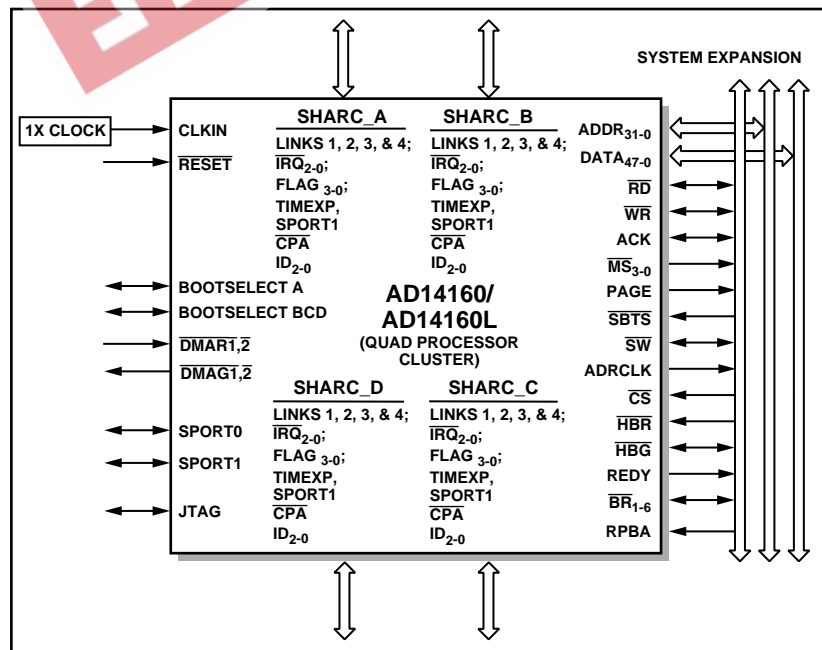 SYSTEM EXPANSION
1X CLOCK
CLKIN
RESET
BOOTSELECT A
BOOTSELECT BCD
DMAR1,2
DMAG1,2
SPORT0
SPORT1
JTAG
SHARC_A
LINKS 1, 2, 3, & 4;
IRQ2-0;
FLAG 3-0;
TIMEXP,
SPORT1
CPA
ID2-0
SHARC_B
LINKS 1, 2, 3, & 4;
IRQ2-0;
FLAG 3-0;
TIMEXP,
SPORT1
CPA
ID2-0
AD14160/
AD14160L
(QUAD PROCESSOR
CLUSTER)
SHARC_D
LINKS 1, 2, 3, & 4;
IRQ2-0;
FLAG 3-0;
TIMEXP,
SPORT1
CPA
ID2-0
SHARC_C
LINKS 1, 2, 3, & 4;
IRQ2-0;
FLAG 3-0;
TIMEXP,
SPORT1
CPA
ID2-0
ADDR31-0
DATA47-0
RD
WR
ACK
MS3-0
PAGE
SBTS
SW
ADRCLK
CS
HBR
HBG
REDY
BR1-6
RPBA